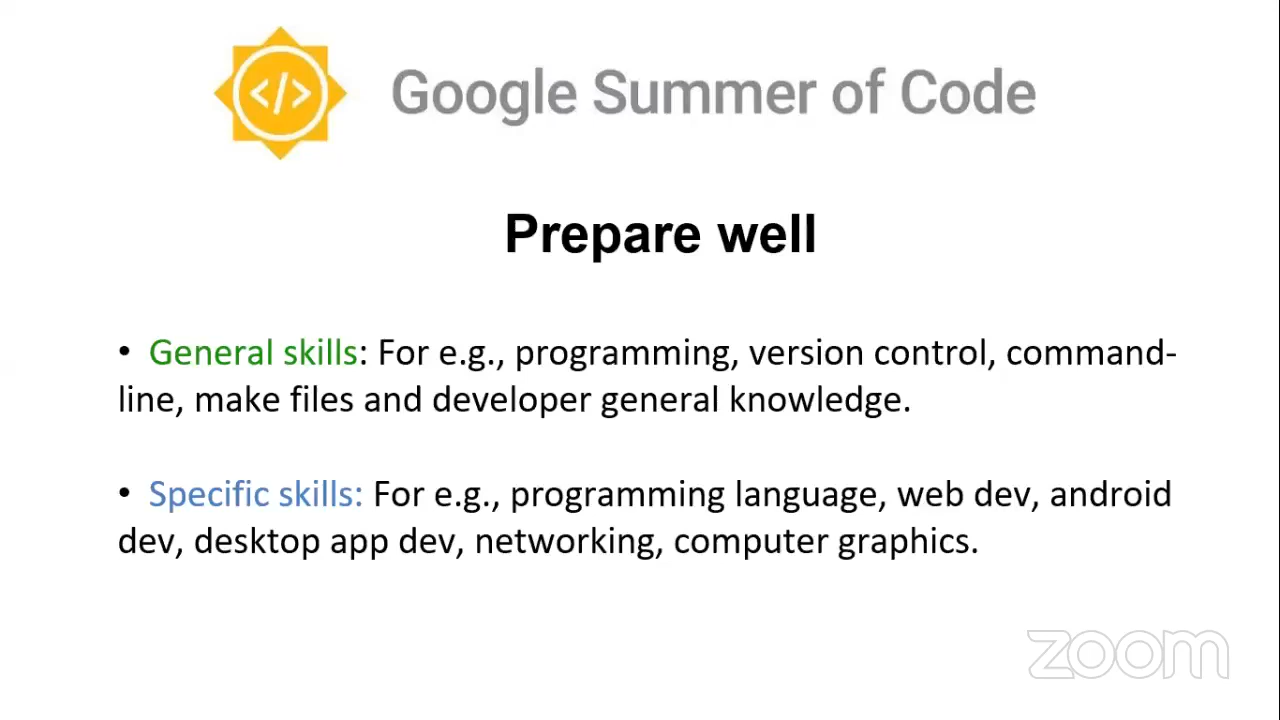 </>
Google Summer of Code
Prepare well
• General skills: For e.g., programming, version control, command-
line, make files and developer general knowledge.
• Specific skills: For e.g., programming language, web dev, android
dev, desktop app dev, networking, computer graphics.
zoom